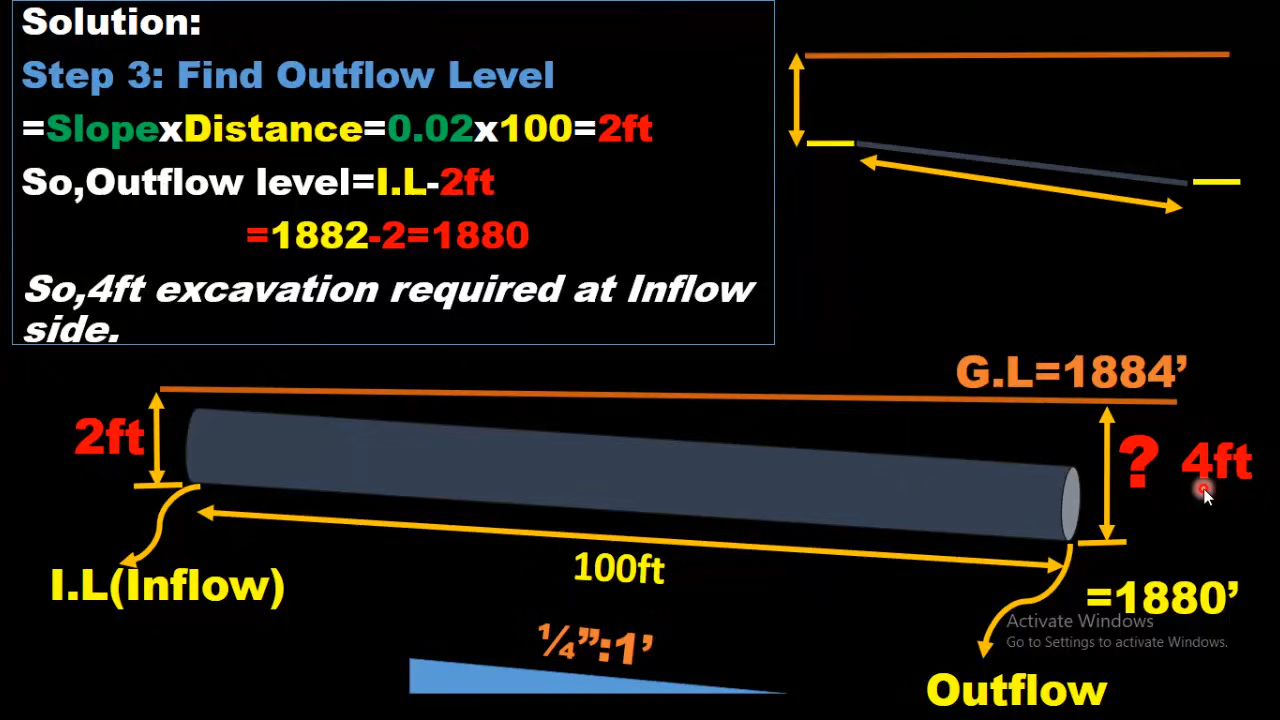 Solution:
Step 3: Find Outflow Level
=SlopexDistance=0.02x100=2ft
So,Outflow level=I.L-2ft
=1882-2=1880
So,4ft excavation required at Inflow
side.
G.L=1884’
2ft
? 4ft
100ft
I.L(Inflow)
=1880’
Activate Windows
Go to Settings to activate Windows.
¼”:1’
Outflow